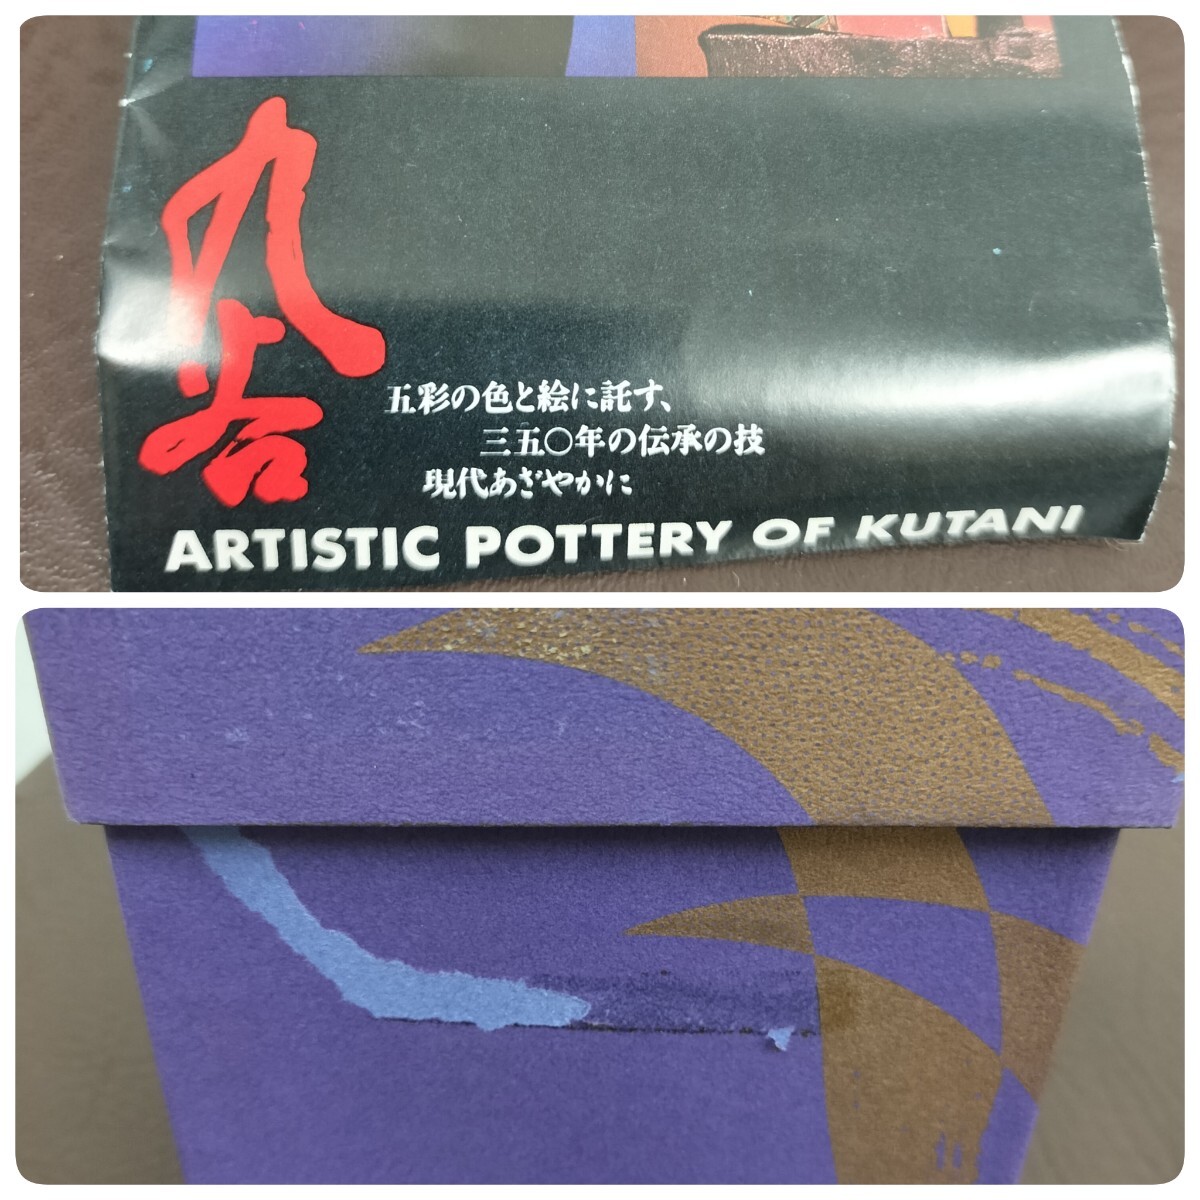 九谷
五彩の色と絵に託す、
三五〇年の伝承の技
現代あざやかに
ARTISTIC POTTERY OF KUTANI